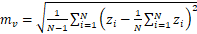 m_v = \sqrt{\frac{1}{N-1}\sum_{i=1}^{N}\left(z_i - \frac{1}{N}\sum_{i=1}^{N} z_i\right)^2}